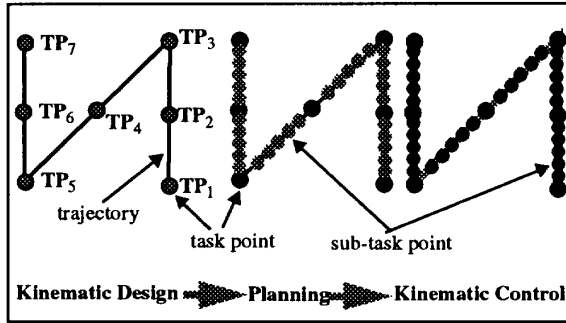 TP7
TP3
TP6
TP4
TP2
TP5
TP1
trajectory
task point
sub-task point
Kinematic Design Planning Kinematic Control